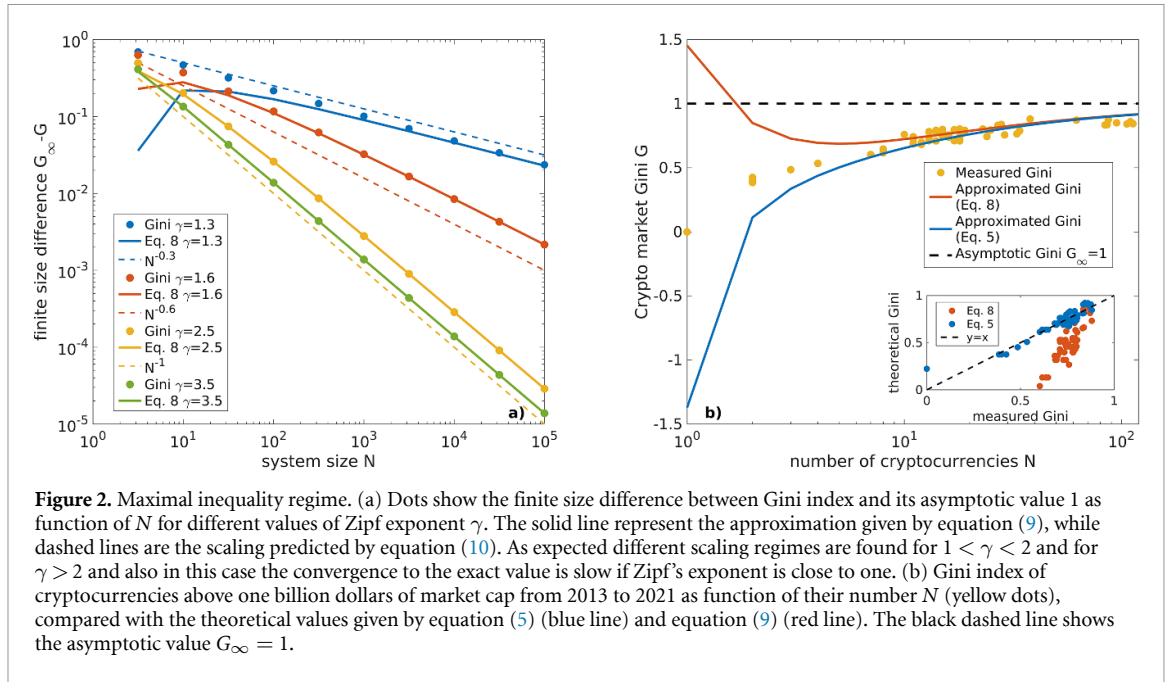 10^0
10^-1
10^-2
10^-3
10^-4
10^-5
finite size difference G_∞-G
Gini γ=1.3
Eq. 8 γ=1.3
N^-0.3
Gini γ=1.6
Eq. 8 γ=1.6
N^-0.6
Gini γ=2.5
Eq. 8 γ=2.5
N^-1
Gini γ=3.5
Eq. 8 γ=3.5
a)
10^0 10^1 10^2 10^3 10^4 10^5
system size N
1.5
1
0.5
0
-0.5
-1
-1.5
Crypto market Gini G
Measured Gini
Approximated Gini
(Eq. 8)
Approximated Gini
(Eq. 5)
Asymptotic Gini G_∞=1
1
0.5
0
theoretical Gini
Eq. 8
Eq. 5
y=x
0 0.5 1
measured Gini
b)
10^0 10^1 10^2
number of cryptocurrencies N
Figure 2. Maximal inequality regime. (a) Dots show the finite size difference between Gini index and its asymptotic value 1 as
function of N for different values of Zipf exponent γ. The solid line represent the approximation given by equation (9), while
dashed lines are the scaling predicted by equation (10). As expected different scaling regimes are found for 1 < γ < 2 and for
γ > 2 and also in this case the convergence to the exact value is slow if Zipf's exponent is close to one. (b) Gini index of
cryptocurrencies above one billion dollars of market cap from 2013 to 2021 as function of their number N (yellow dots),
compared with the theoretical values given by equation (5) (blue line) and equation (9) (red line). The black dashed line shows
the asymptotic value G_∞ = 1.